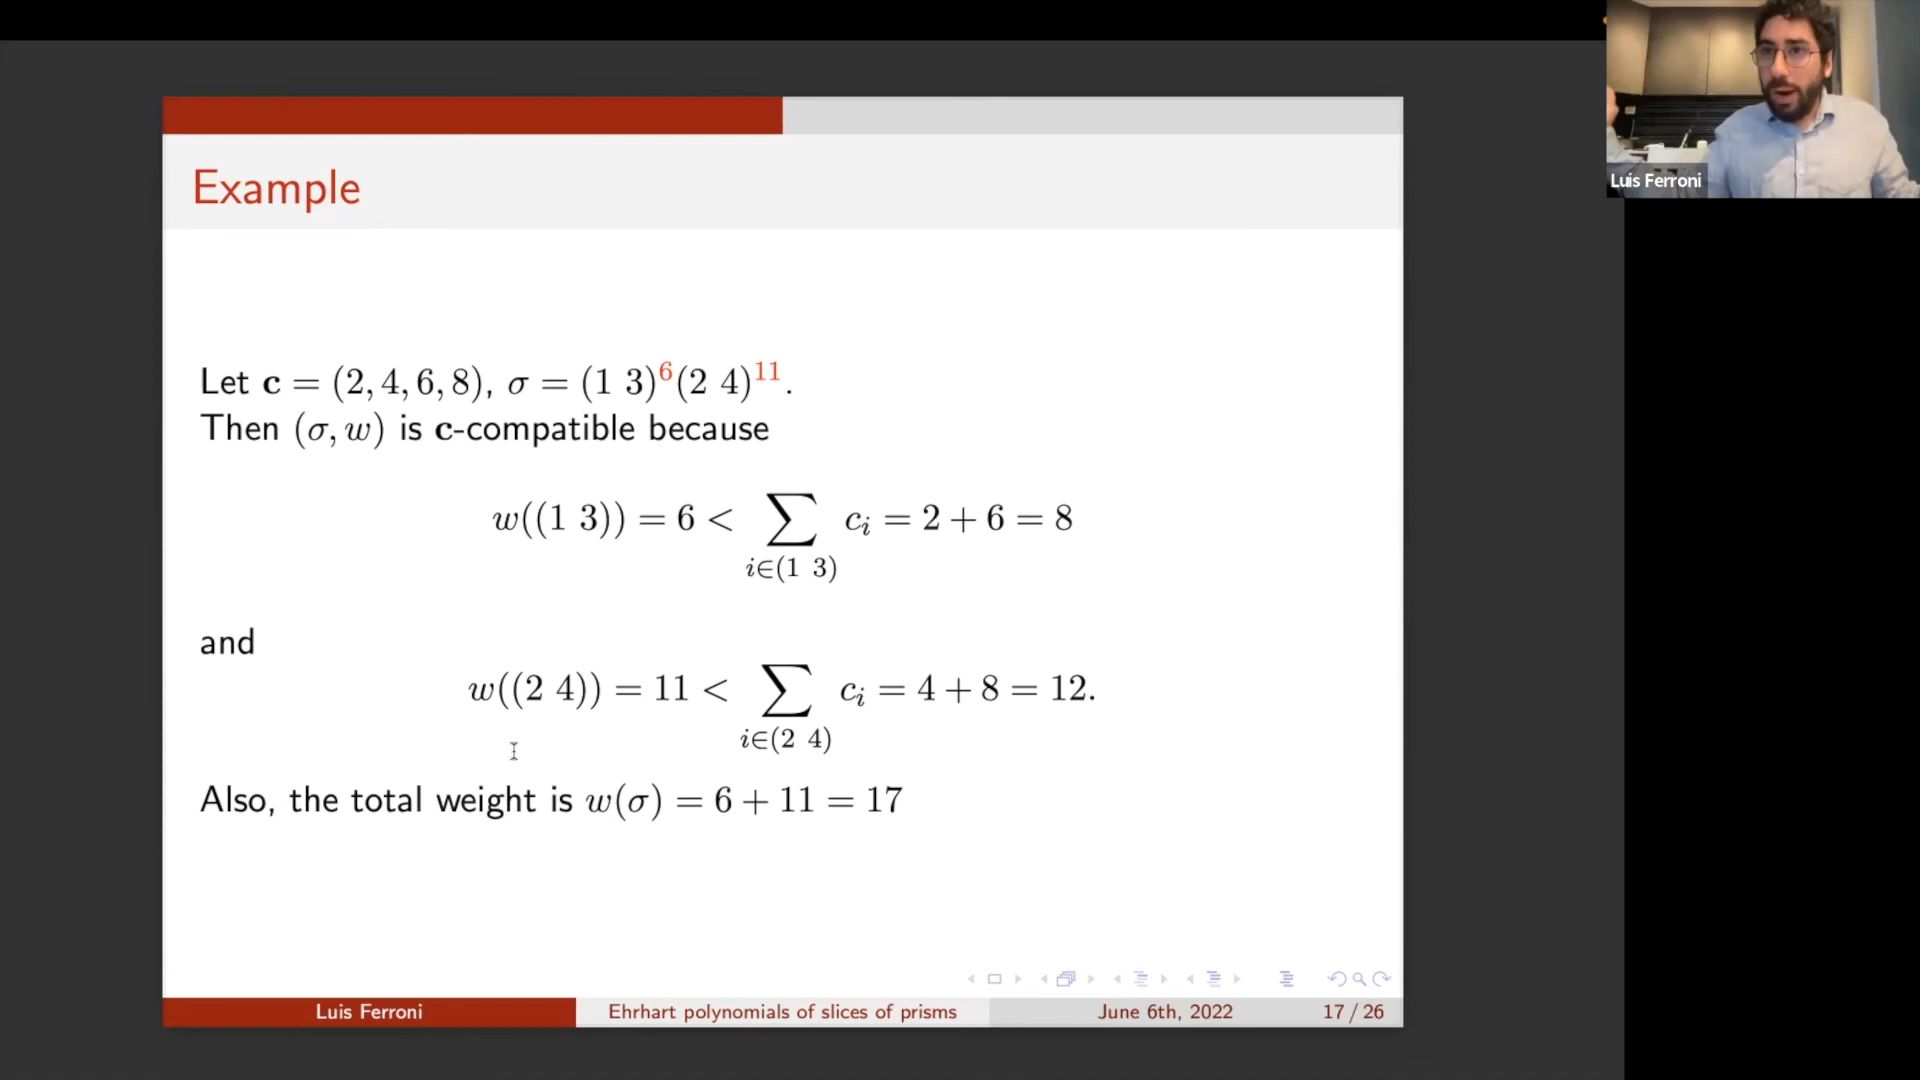 Luis Ferroni
Example
Let c = (2, 4, 6, 8), σ = (1 3)⁶(2 4)¹¹.
Then (σ, w) is c-compatible because
w((1 3)) = 6 < ∑ cᵢ = 2 + 6 = 8
i∈(1 3)
and
w((2 4)) = 11 < ∑ cᵢ = 4 + 8 = 12.
i∈(2 4)
Also, the total weight is w(σ) = 6 + 11 = 17
Luis Ferroni Ehrhart polynomials of slices of prisms June 6th, 2022 17 / 26